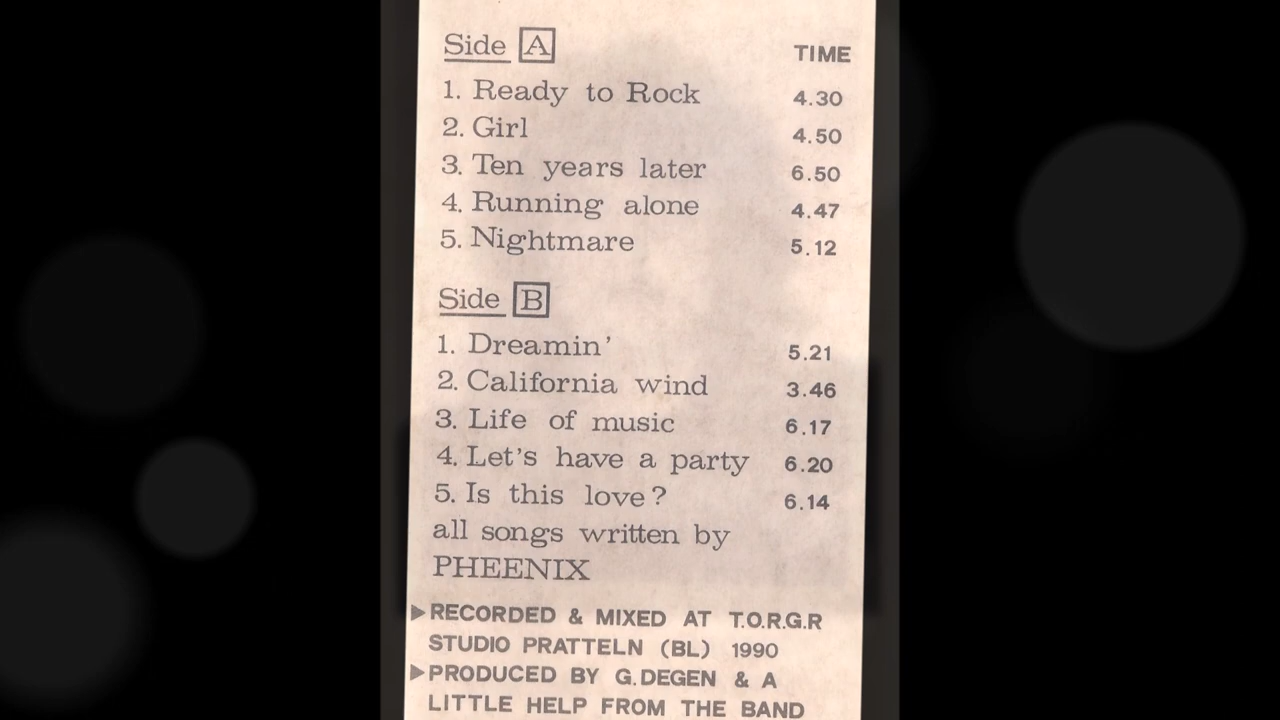 Side A TIME
1. Ready to Rock 4.30
2. Girl 4.50
3. Ten years later 6.50
4. Running alone 4.47
5. Nightmare 5.12
Side B
1. Dreamin' 5.21
2. California wind 3.46
3. Life of music 6.17
4. Let's have a party 6.20
5. Is this love? 6.14
all songs written by
PHEENIX
▶RECORDED & MIXED AT T.O.R.G.R
STUDIO PRATTELN (BL) 1990
▶PRODUCED BY G.DEGEN & A
LITTLE HELP FROM THE BAND